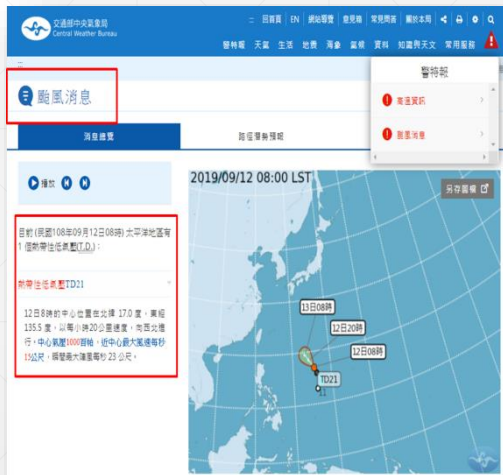 交通部中央氣象局
Central Weather Bureau
::: 回首頁 | EN | 網站導覽 | 意見箱 | 常見問答 | 關於本局
警特報 天氣 生活 地震 海象 氣候 資料 知識與天文 常用服務
警特報
高溫資訊
颱風消息
颱風消息
消息總覽
路徑潛勢預報
播放
目前(民國108年09月12日08時)太平洋地區有
1 個熱帶性低氣壓(T.D.):
熱帶性低氣壓TD21
12日8時的中心位置在北緯 17.0 度,東經
135.5 度,以每小時20公里速度,向西北進
行。中心氣壓1000百帕,近中心最大風速每秒
15公尺,瞬間最大陣風每秒 23 公尺。
2019/09/12 08:00 LST
另存圖檔
13日08時
12日20時
12日08時
TD21
11